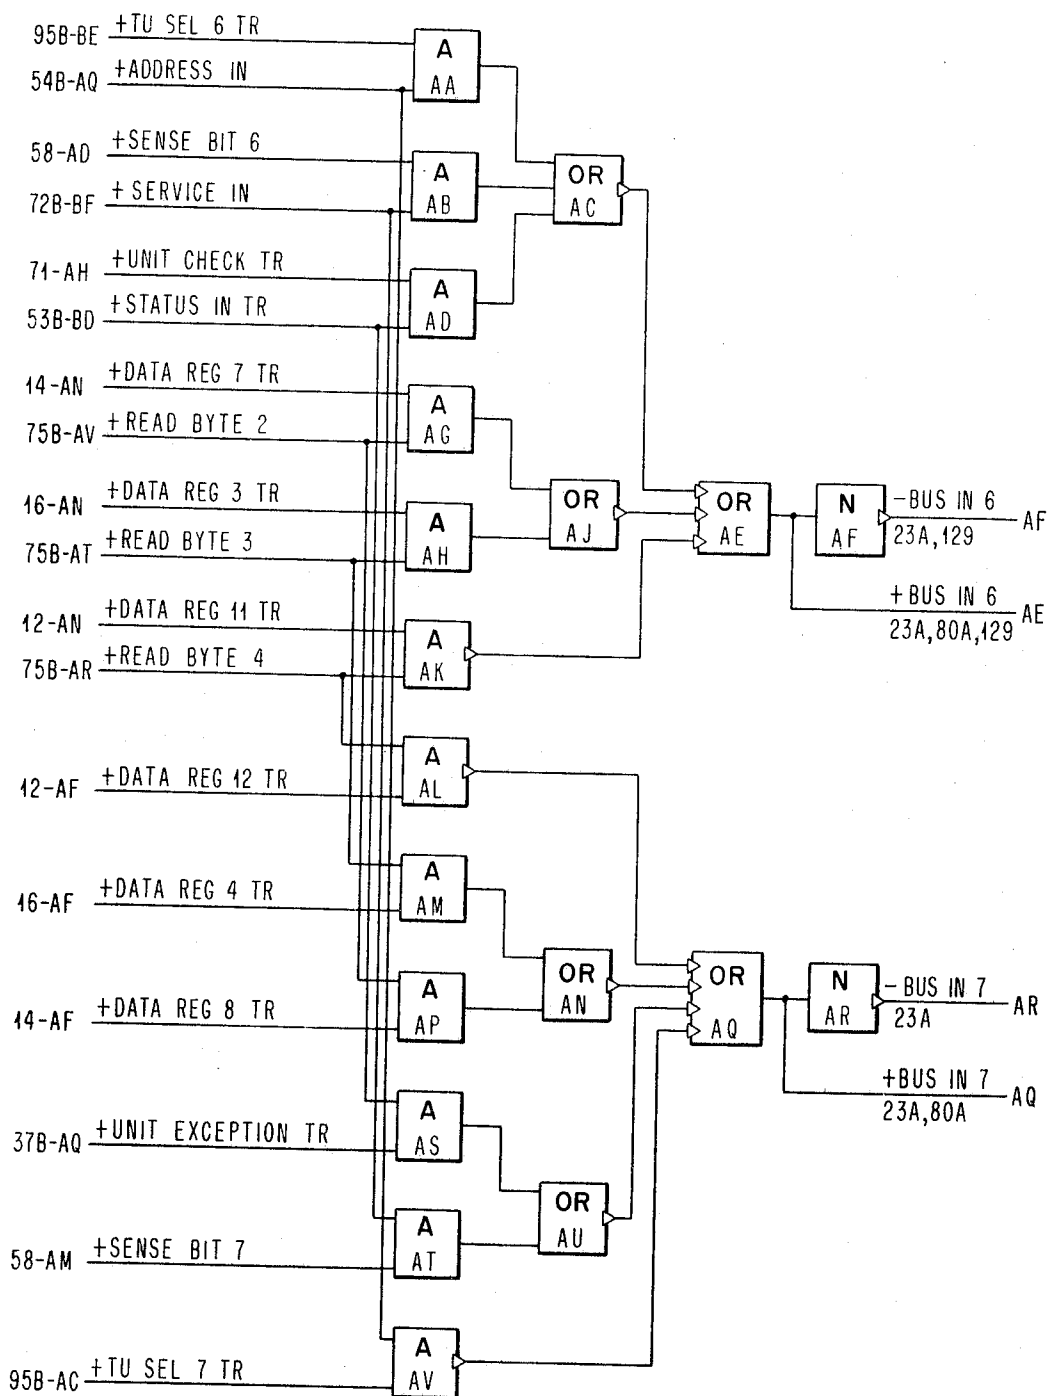 95B-BE +TU SEL 6 TR
54B-AQ +ADDRESS IN
A
AA
58-AD +SENSE BIT 6
72B-BF + SERVICE IN
A
AB
OR
AC
71-AH +UNIT CHECK TR
53B-BD +STATUS IN TR
A
AD
14-AN +DATA REG 7 TR
75B-AV +READ BYTE 2
A
AG
16-AN +DATA REG 3 TR
75B-AT +READ BYTE 3
A
AH
OR
AJ
OR
AE
N
AF
-BUS IN 6
23A,129
AF
+BUS IN 6
23A,80A,129
AE
12-AN +DATA REG 11 TR
75B-AR +READ BYTE 4
A
AK
12-AF +DATA REG 12 TR
A
AL
16-AF +DATA REG 4 TR
A
AM
14-AF +DATA REG 8 TR
A
AP
OR
AN
OR
AQ
N
AR
-BUS IN 7
23A
AR
+BUS IN 7
23A,80A
AQ
37B-AQ +UNIT EXCEPTION TR
A
AS
58-AM +SENSE BIT 7
A
AT
OR
AU
95B-AC +TU SEL 7 TR
A
AV